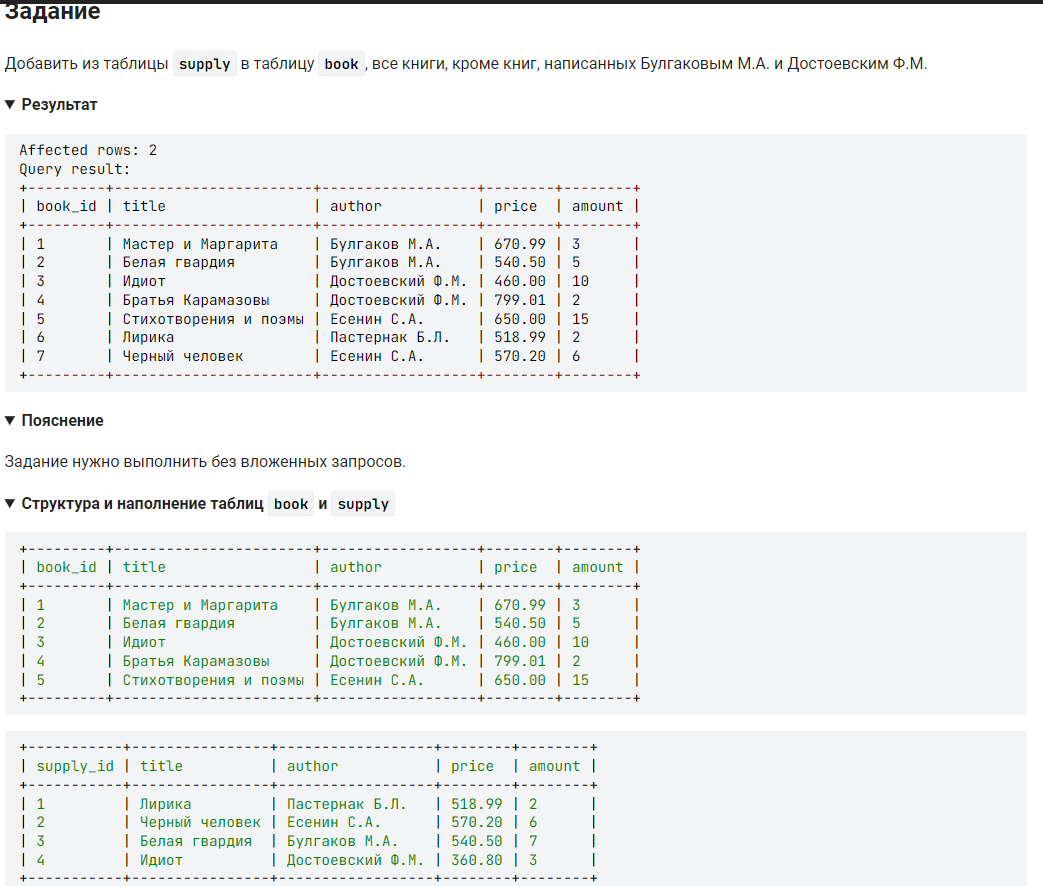 Задание
Добавить из таблицы supply в таблицу book, все книги, кроме книг, написанных Булгаковым М.А. и Достоевским Ф.М.
▼ Результат
Affected rows: 2
Query result:
+---------+-----------------------+-------------------+--------+--------+
| book_id | title                 | author            | price  | amount |
+---------+-----------------------+-------------------+--------+--------+
| 1       | Мастер и Маргарита    | Булгаков М.А.     | 670.99 | 3      |
| 2       | Белая гвардия         | Булгаков М.А.     | 540.50 | 5      |
| 3       | Идиот                 | Достоевский Ф.М.  | 460.00 | 10     |
| 4       | Братья Карамазовы     | Достоевский Ф.М.  | 799.01 | 2      |
| 5       | Стихотворения и поэмы | Есенин С.А.       | 650.00 | 15     |
| 6       | Лирика                | Пастернак Б.Л.    | 518.99 | 2      |
| 7       | Черный человек        | Есенин С.А.       | 570.20 | 6      |
+---------+-----------------------+-------------------+--------+--------+
▼ Пояснение
Задание нужно выполнить без вложенных запросов.
▼ Структура и наполнение таблиц book и supply
+---------+-----------------------+-------------------+--------+--------+
| book_id | title                 | author            | price  | amount |
+---------+-----------------------+-------------------+--------+--------+
| 1       | Мастер и Маргарита    | Булгаков М.А.     | 670.99 | 3      |
| 2       | Белая гвардия         | Булгаков М.А.     | 540.50 | 5      |
| 3       | Идиот                 | Достоевский Ф.М.  | 460.00 | 10     |
| 4       | Братья Карамазовы     | Достоевский Ф.М.  | 799.01 | 2      |
| 5       | Стихотворения и поэмы | Есенин С.А.       | 650.00 | 15     |
+---------+-----------------------+-------------------+--------+--------+
+-----------+----------------+------------------+--------+--------+
| supply_id | title          | author           | price  | amount |
+-----------+----------------+------------------+--------+--------+
| 1         | Лирика         | Пастернак Б.Л.   | 518.99 | 2      |
| 2         | Черный человек | Есенин С.А.      | 570.20 | 6      |
| 3         | Белая гвардия  | Булгаков М.А.    | 540.50 | 7      |
| 4         | Идиот          | Достоевский Ф.М. | 360.80 | 3      |
+-----------+----------------+------------------+--------+--------+